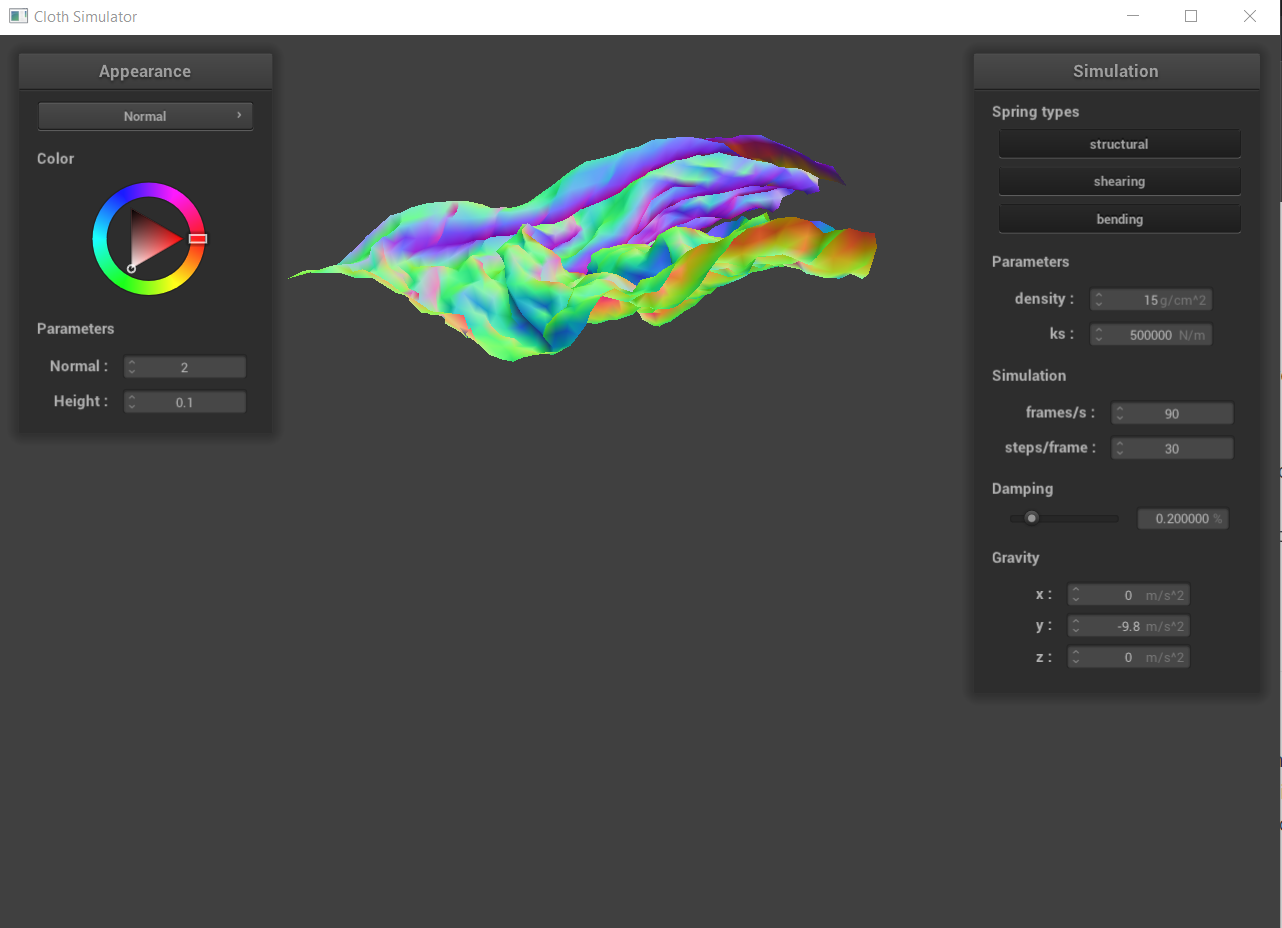 Cloth Simulator
Appearance
Normal
Color
Parameters
Normal : 2
Height : 0.1
Simulation
Spring types
structural
shearing
bending
Parameters
density : 15 g/cm^2
ks : 500000 N/m
Simulation
frames/s : 90
steps/frame : 30
Damping
0.200000 %
Gravity
x : 0 m/s^2
y : -9.8 m/s^2
z : 0 m/s^2